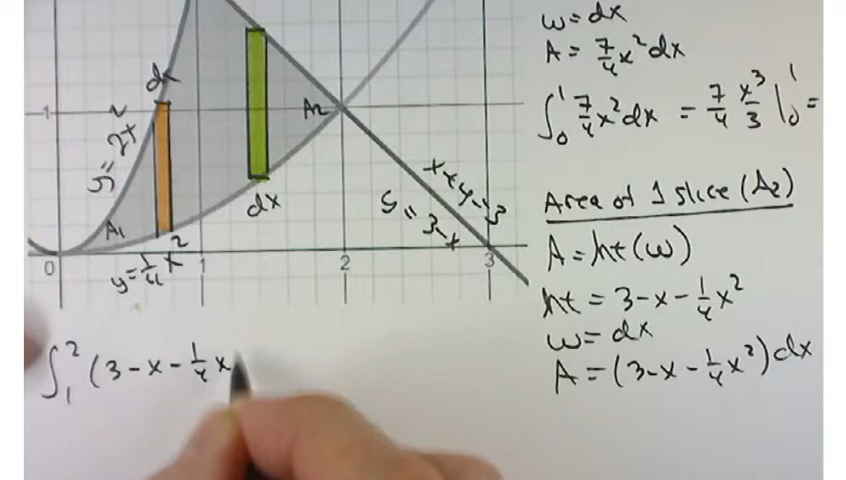 w = dx
A = 7/4 x² dx
∫₀¹ 7/4 x² dx = 7/4 x³/3 |₀¹ =
dx
y = 2x²
1
A₂
x+y=3
y = 3-x
dx
A₁
y = 1/4 x²
0 1 2 3
Area of 1 slice (A₂)
A = ht(w)
ht = 3-x-1/4 x²
w = dx
A = (3-x-1/4 x²) dx
∫₁² (3-x-1/4 x